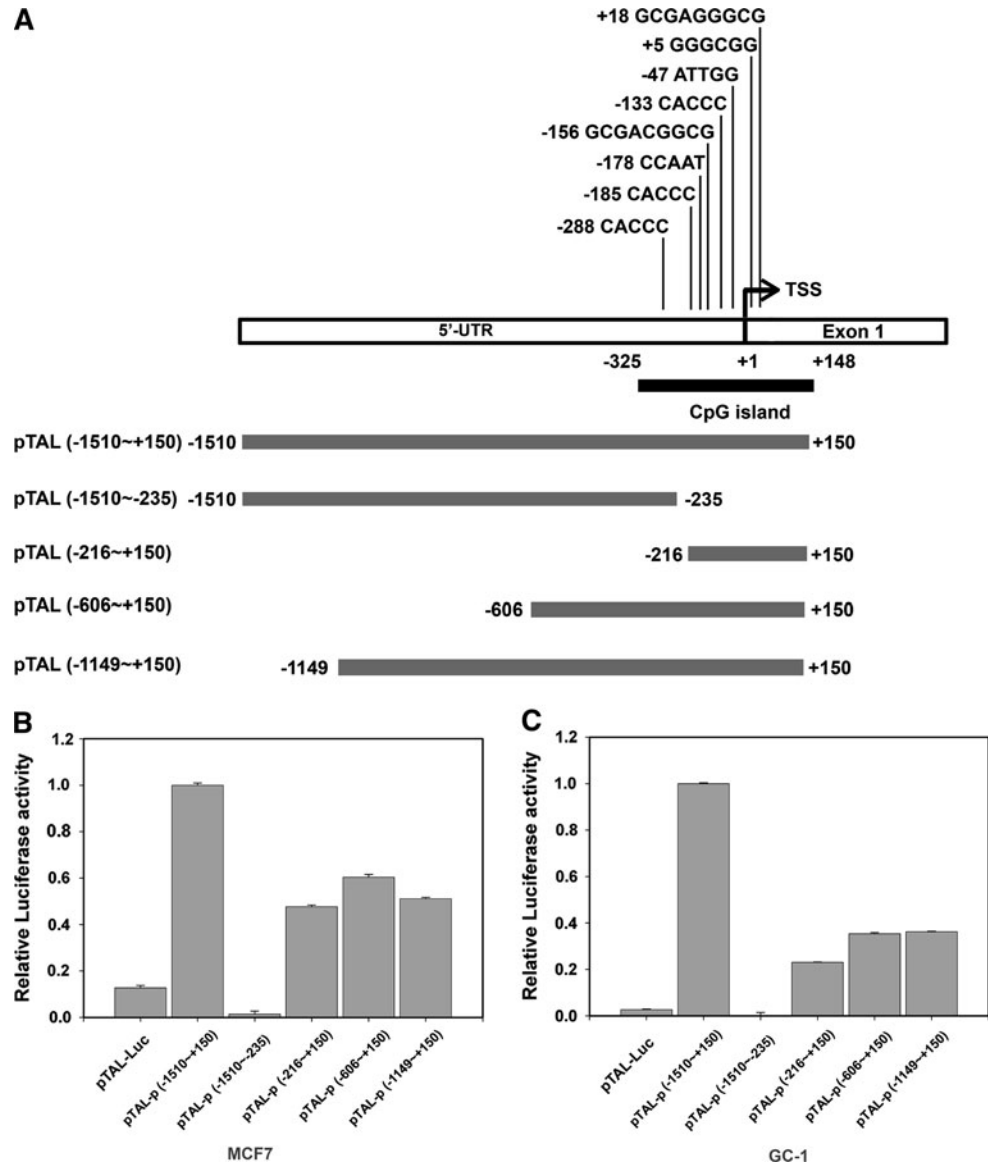 A
+18 GCGAGGGCG
+5 GGGCGG
-47 ATTGG
-133 CACCC
-156 GCGACGGCG
-178 CCAAT
-185 CACCC
-288 CACCC
TSS
5'-UTR Exon 1
-325 +1 +148
CpG island
pTAL (-1510~+150) -1510 +150
pTAL (-1510~-235) -1510 -235
pTAL (-216~+150) -216 +150
pTAL (-606~+150) -606 +150
pTAL (-1149~+150) -1149 +150
B
Relative Luciferase activity
1.2
1.0
0.8
0.6
0.4
0.2
0.0
pTAL-Luc
pTAL-p (-1510~+150)
pTAL-p (-1510~-235)
pTAL-p (-216~+150)
pTAL-p (-606~+150)
pTAL-p (-1149~+150)
MCF7
C
Relative Luciferase activity
1.2
1.0
0.8
0.6
0.4
0.2
0.0
pTAL-Luc
pTAL-p (-1510~+150)
pTAL-p (-1510~-235)
pTAL-p (-216~+150)
pTAL-p (-606~+150)
pTAL-p (-1149~+150)
GC-1